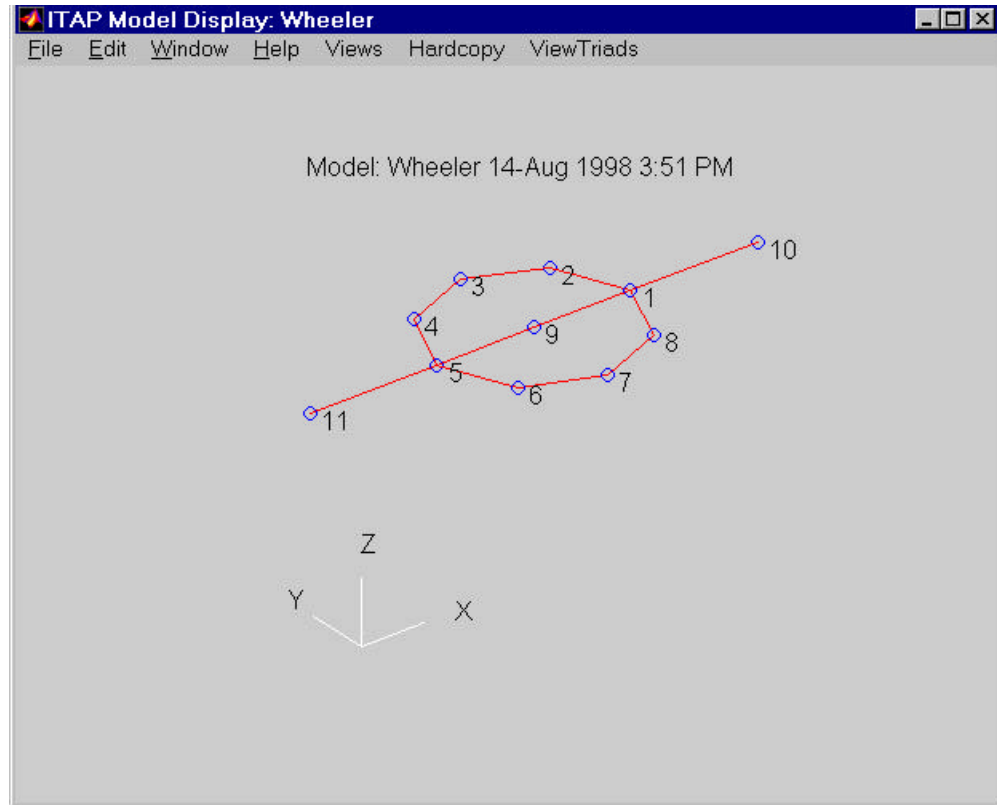 ITAP Model Display: Wheeler
File Edit Window Help Views Hardcopy ViewTriads
Model: Wheeler 14-Aug 1998 3:51 PM
10
2
3
1
4
9
8
5
7
6
11
Z
Y
X